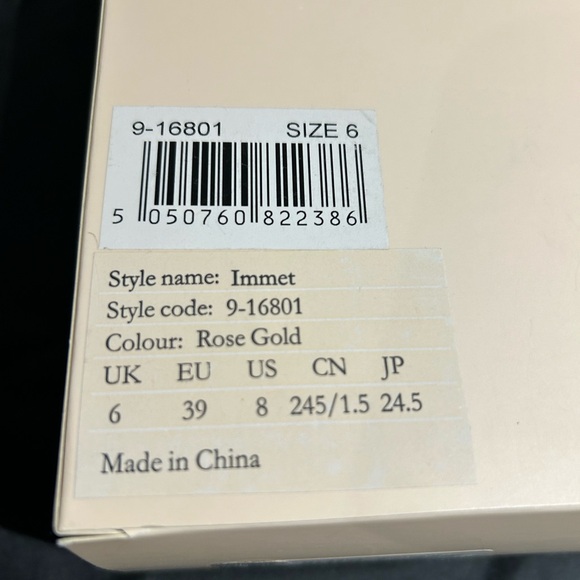 9-16801 SIZE 6
5 050760 822386
Style name: Immet
Style code: 9-16801
Colour: Rose Gold
UK EU US CN JP
6 39 8 245/1.5 24.5
Made in China